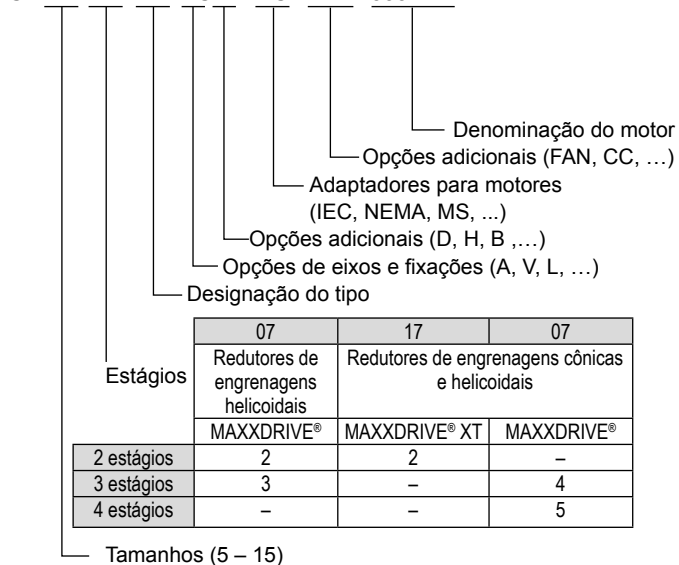 Denominação do motor
Opções adicionais (FAN, CC, …)
Adaptadores para motores
(IEC, NEMA, MS, ...)
Opções adicionais (D, H, B ,…)
Opções de eixos e fixações (A, V, L, …)
Designação do tipo
Estágios
07 17 07
Redutores de engrenagens helicoidais
Redutores de engrenagens cônicas e helicoidais
MAXXDRIVE® MAXXDRIVE® XT MAXXDRIVE®
2 estágios 2 2 –
3 estágios 3 – 4
4 estágios – – 5
Tamanhos (5 – 15)